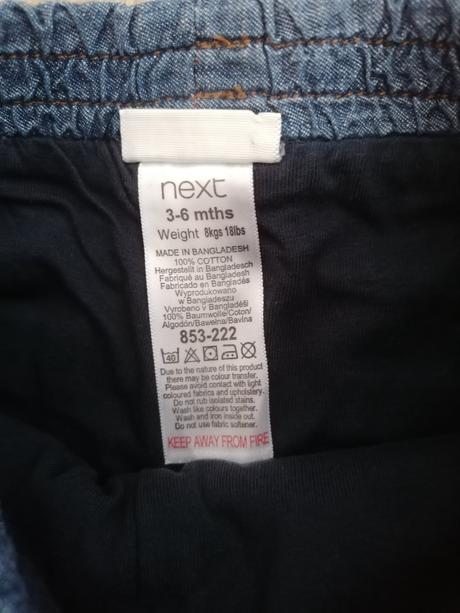 next
3-6 mths
Weight 8kgs 18lbs
MADE IN BANGLADESH
100% COTTON
Hergestellt in Bangladesch
Fabriqué au Bangladesh
Fabricado en Bangladés
Wyprodukowano
w Bangladeszu
Vyrobeno v Bangladéši
100% Baumwolle/Coton/
Algodón/Bawełna/Bavlna
853-222
40
Due to the nature of this product
there may be colour transfer.
Please avoid contact with light
coloured fabrics and upholstery.
Do not rub isolated stains.
Wash like colours together.
Wash and Iron inside out.
Do not use fabric softener.
KEEP AWAY FROM FIRE